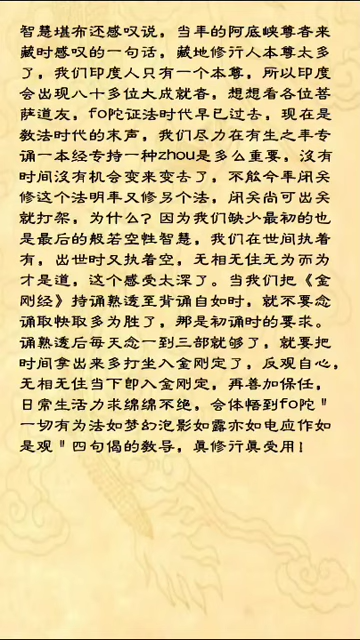 智慧堪布还感叹说，当年的阿底峡尊者来
藏时感叹的一句话，藏地修行人本尊太多
了，我们印度人只有一个本尊，所以印度
会出现八十多位大成就者，想想看各位菩
萨道友，fo陀证法时代早已过去，现在是
教法时代的末声，我们尽力在有生之年专
诵一本经专持一种zhou是多么重要，没有
时间没有机会变来变去了，不能今年闭关
修这个法明年又修另个法，闭关尚可出关
就打架，为什么？因为我们缺少最初的也
是最后的般若空性智慧，我们在世间执着
有，出世时又执着空，无相无住无为而为
才是道，这个感受太深了。当我们把《金
刚经》持诵熟透至背诵自如时，就不要念
诵取快取多为胜了，那是初诵时的要求。
诵熟透后每天念一到三部就够了，就要把
时间拿出来多打坐入金刚定了，反观自心，
无相无住当下即入金刚定，再善加保任，
日常生活力求绵绵不绝，会体悟到fo陀"
一切有为法如梦幻泡影如露亦如电应作如
是观"四句偈的教导，真修行真受用！